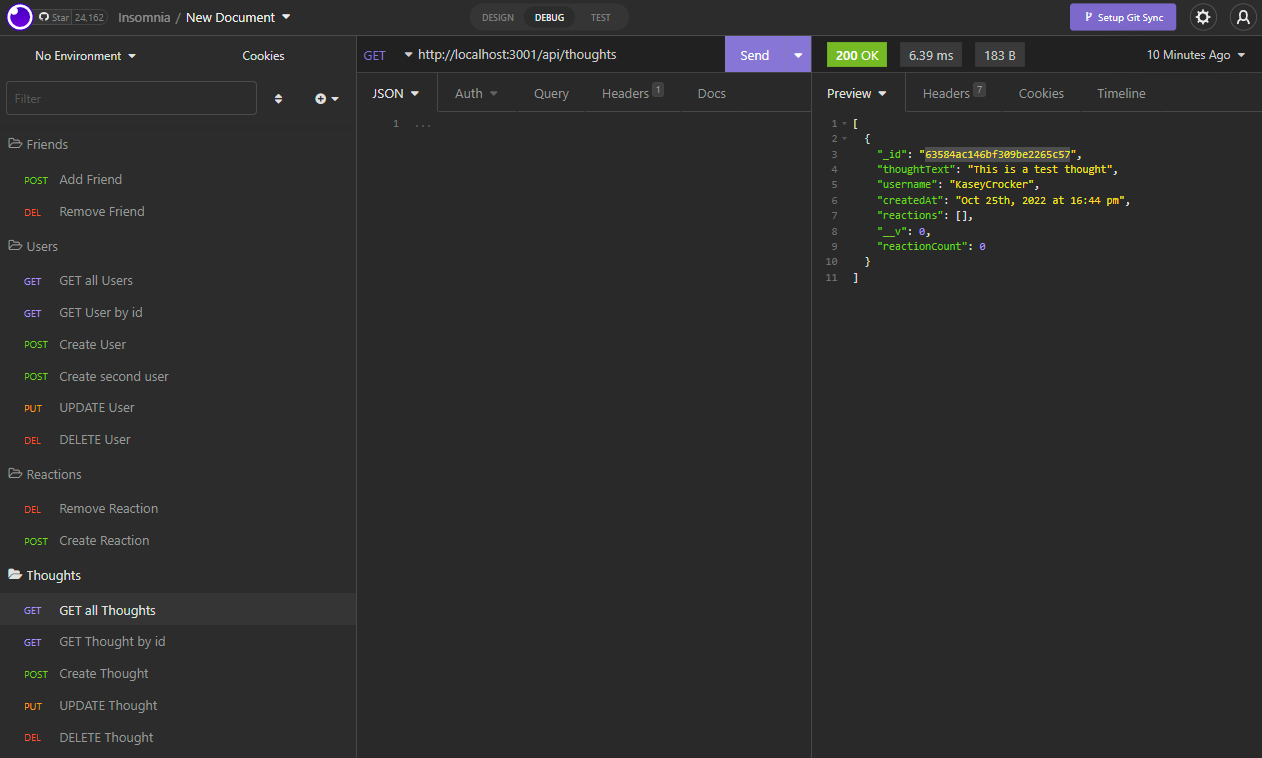 Star 24,162 Insomnia / New Document DESIGN DEBUG TEST Setup Git Sync
No Environment Cookies
Filter
Friends
POST Add Friend
DEL Remove Friend
Users
GET GET all Users
GET GET User by id
POST Create User
POST Create second user
PUT UPDATE User
DEL DELETE User
Reactions
DEL Remove Reaction
POST Create Reaction
Thoughts
GET GET all Thoughts
GET GET Thought by id
POST Create Thought
PUT UPDATE Thought
DEL DELETE Thought
GET http://localhost:3001/api/thoughts Send
JSON Auth Query Headers 1 Docs
1 ...
200 OK 6.39 ms 183 B 10 Minutes Ago
Preview Headers 7 Cookies Timeline
1 [
2 {
3 "_id": "63584ac146bf309be2265c57",
4 "thoughtText": "This is a test thought",
5 "username": "KaseyCrocker",
6 "createdAt": "Oct 25th, 2022 at 16:44 pm",
7 "reactions": [],
8 "__v": 0,
9 "reactionCount": 0
10 }
11 ]